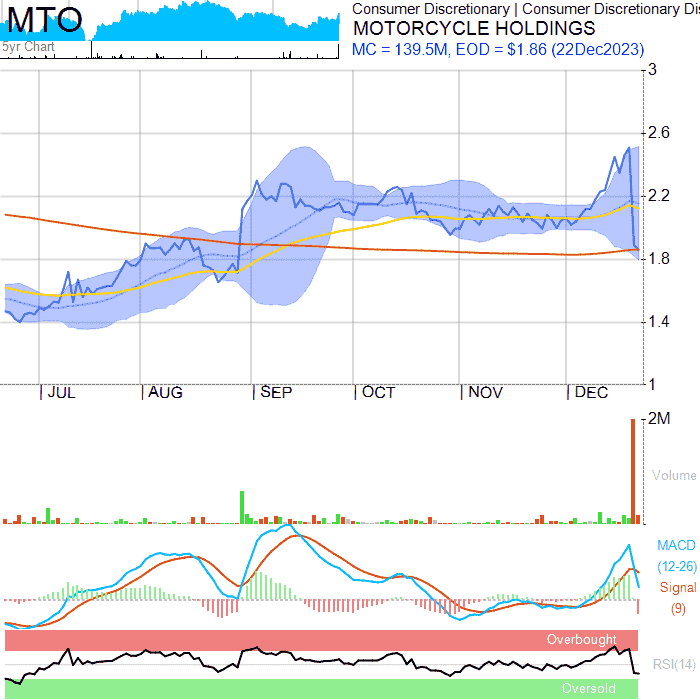 MTO
5yr Chart
Consumer Discretionary | Consumer Discretionary Dis
MOTORCYCLE HOLDINGS
MC = 139.5M, EOD = $1.86 (22Dec2023)
3
2.6
2.2
1.8
1.4
1
JUL AUG SEP OCT NOV DEC
2M
Volume
MACD
(12-26)
Signal
(9)
Overbought
RSI(14)
Oversold